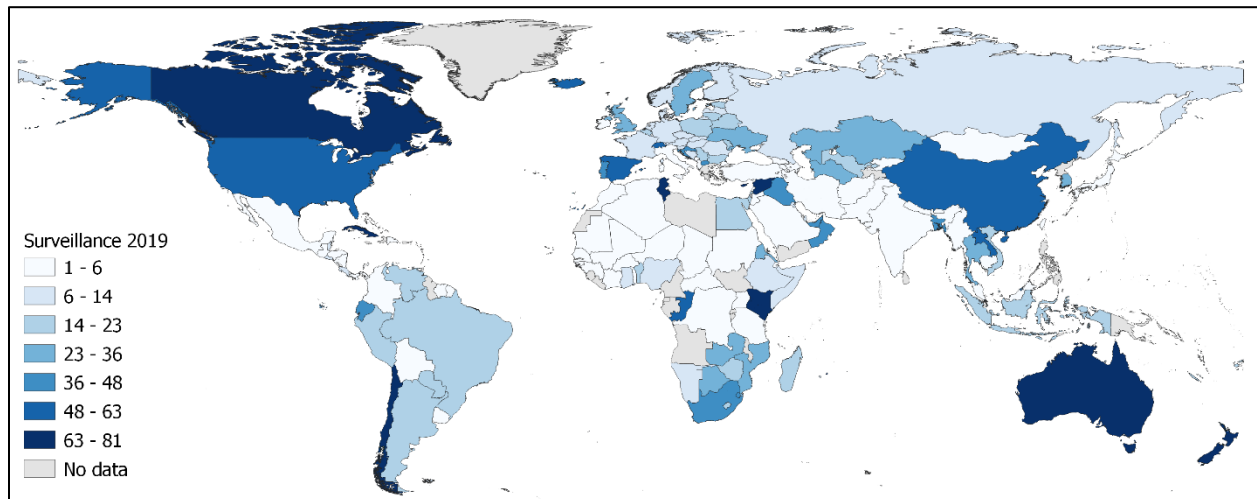 Surveillance 2019
1 - 6
6 - 14
14 - 23
23 - 36
36 - 48
48 - 63
63 - 81
No data